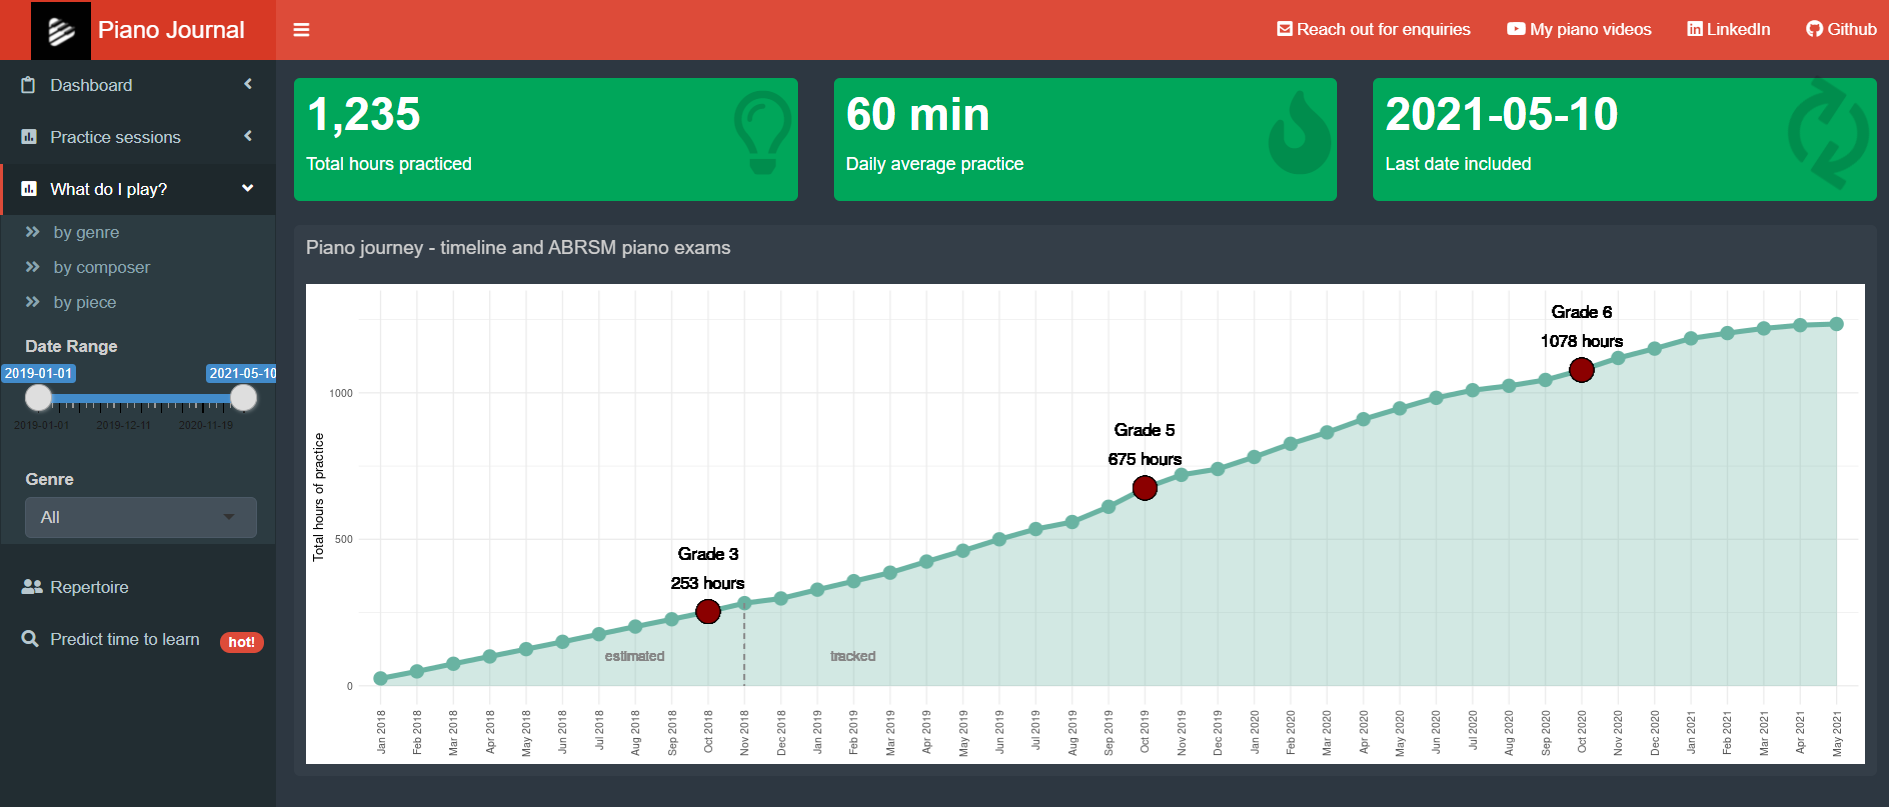 Piano Journal
Reach out for enquiries
My piano videos
LinkedIn
Github
Dashboard
Practice sessions
What do I play?
by genre
by composer
by piece
Date Range
2019-01-01
2021-05-10
2019-01-01
2019-12-11
2020-11-19
Genre
All
Repertoire
Predict time to learn
hot!
1,235
Total hours practiced
60 min
Daily average practice
2021-05-10
Last date included
Piano journey - timeline and ABRSM piano exams
Total hours of practice
1000
500
0
Grade 3
253 hours
Grade 5
675 hours
Grade 6
1078 hours
estimated
tracked
Jan 2018
Feb 2018
Mar 2018
Apr 2018
May 2018
Jun 2018
Jul 2018
Aug 2018
Sep 2018
Oct 2018
Nov 2018
Dec 2018
Jan 2019
Feb 2019
Mar 2019
Apr 2019
May 2019
Jun 2019
Jul 2019
Aug 2019
Sep 2019
Oct 2019
Nov 2019
Dec 2019
Jan 2020
Feb 2020
Mar 2020
Apr 2020
May 2020
Jun 2020
Jul 2020
Aug 2020
Sep 2020
Oct 2020
Nov 2020
Dec 2020
Jan 2021
Feb 2021
Mar 2021
Apr 2021
May 2021